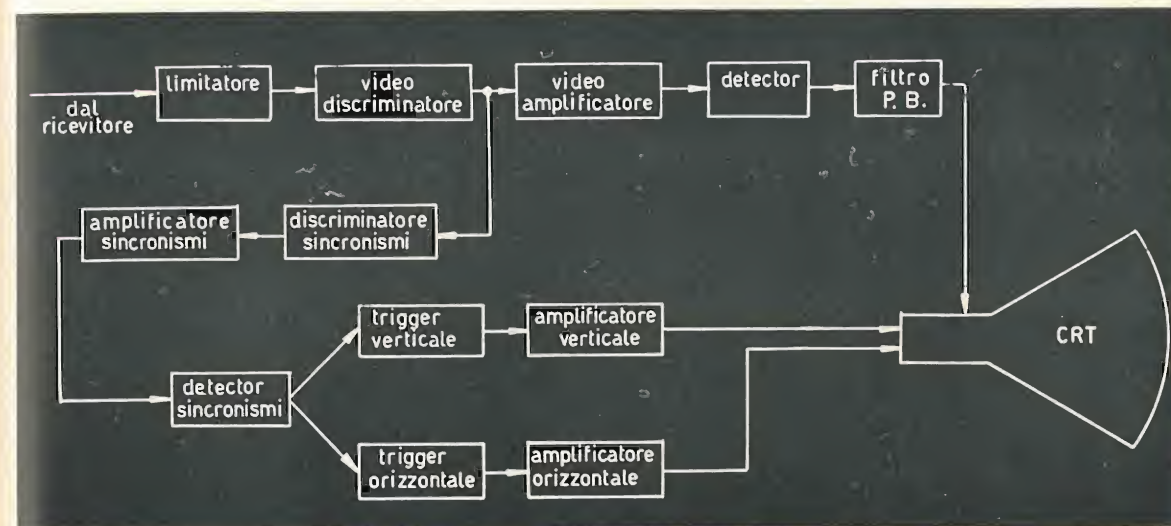 dal
ricevitore
limitatore
video
discriminatore
video
amplificatore
detector
filtro
P. B.
amplificatore
sincronismi
discriminatore
sincronismi
trigger
verticale
amplificatore
verticale
CRT
detector
sincronismi
trigger
orizzontale
amplificatore
orizzontale